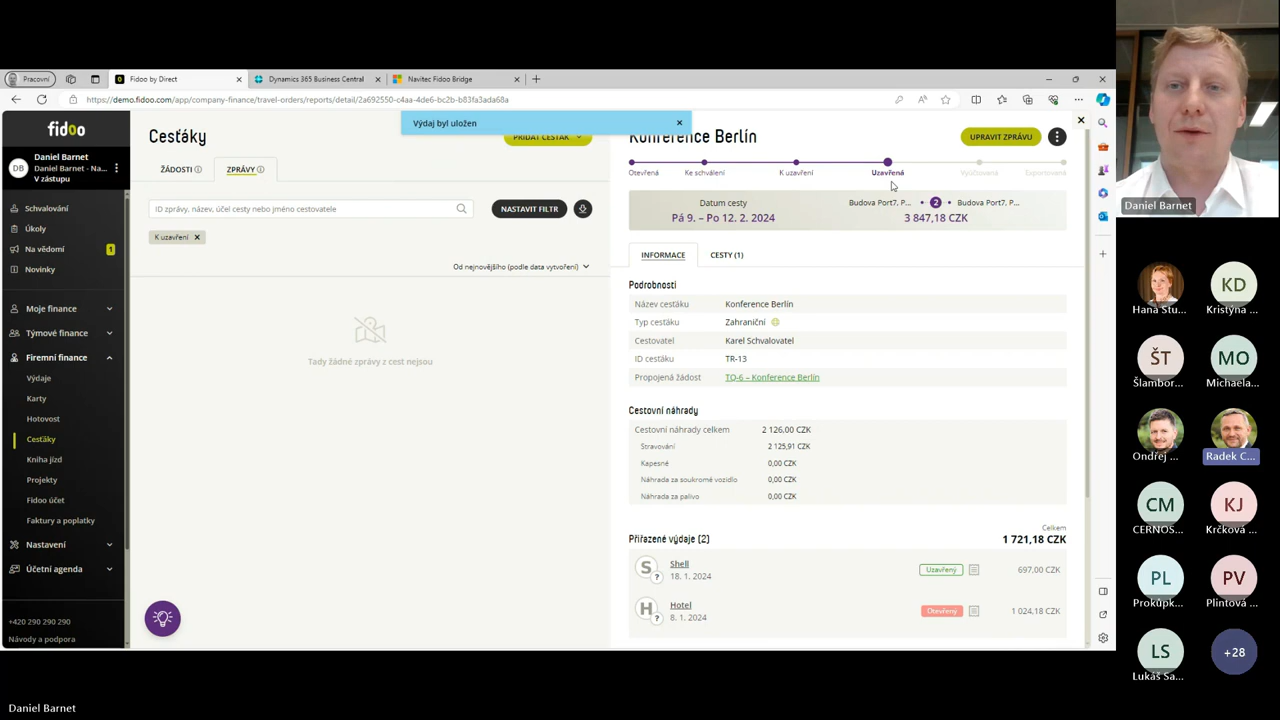 Pracovní
Fidoo by Direct
Dynamics 365 Business Central
Navitec Fidoo Bridge
https://demo.fidoo.com/app/company-finance/travel-orders/reports/detail/2a692550-c4aa-4de6-bc2b-b83fa3ada68a
fidoo
DB
Daniel Barnet
Daniel Barnet - Na...
V zástupu
Schvalování
Úkoly
Na vědomí
1
Novinky
Moje finance
Týmové finance
Firemní finance
Výdaje
Karty
Hotovost
Cesťáky
Kniha jízd
Projekty
Fidoo účet
Faktury a poplatky
Nastavení
Účetní agenda
+420 290 290 290
Návody a podpora
Cesťáky
Výdaj byl uložen
PŘIDAT CESŤÁK
ŽÁDOSTI
ZPRÁVY
ID zprávy, název, účel cesty nebo jméno cestovatele
NASTAVIT FILTR
K uzavření
Od nejnovějšího (podle data vytvoření)
Tady žádné zprávy z cest nejsou
Konference Berlín
UPRAVIT ZPRÁVU
Otevřená
Ke schválení
K uzavření
Uzavřená
Vyúčtovaná
Exportovaná
Datum cesty
Pá 9. – Po 12. 2. 2024
Budova Port7, P...
2
Budova Port7, P...
3 847,18 CZK
INFORMACE
CESTY (1)
Podrobnosti
Název cesťáku
Konference Berlín
Typ cesťáku
Zahraniční
Cestovatel
Karel Schvalovatel
ID cesťáku
TR-13
Propojená žádost
TQ-6 – Konference Berlín
Cestovní náhrady
Cestovní náhrady celkem
2 126,00 CZK
Stravování
2 125,91 CZK
Kapesné
0,00 CZK
Náhrada za soukromé vozidlo
0,00 CZK
Náhrada za palivo
0,00 CZK
Přiřazené výdaje (2)
Celkem
1 721,18 CZK
S
?
Shell
18. 1. 2024
Uzavřený
697,00 CZK
H
?
Hotel
8. 1. 2024
Otevřený
1 024,18 CZK
Daniel Barnet
Hana Stu...
KD
Kristýna ...
ŠT
Šlambor...
MO
Michaela...
Ondřej ...
Radek C...
CM
CERNOS...
KJ
Krčková ...
PL
Prokůpk...
PV
Plintová ...
LS
Lukáš Sa...
+28
Daniel Barnet